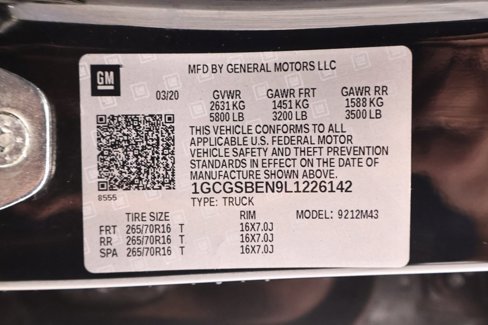 GM
MFD BY GENERAL MOTORS LLC
03/20 GVWR GAWR FRT GAWR RR
2631 KG 1451 KG 1588 KG
5800 LB 3200 LB 3500 LB
THIS VEHICLE CONFORMS TO ALL
APPLICABLE U.S. FEDERAL MOTOR
VEHICLE SAFETY AND THEFT PREVENTION
STANDARDS IN EFFECT ON THE DATE OF
MANUFACTURE SHOWN ABOVE.
8555 1GCGSBEN9L1226142
TYPE: TRUCK
TIRE SIZE RIM MODEL: 9212M43
FRT 265/70R16 T 16X7.0J
RR 265/70R16 T 16X7.0J
SPA 265/70R16 T 16X7.0J